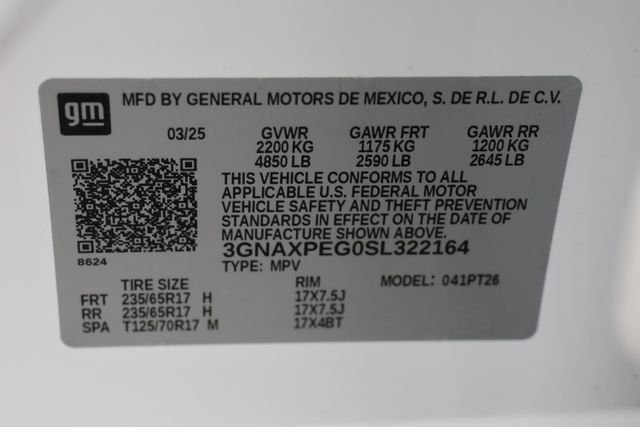 gm MFD BY GENERAL MOTORS DE MEXICO, S. DE R.L. DE C.V.
03/25 GVWR GAWR FRT GAWR RR
2200 KG 1175 KG 1200 KG
4850 LB 2590 LB 2645 LB
THIS VEHICLE CONFORMS TO ALL
APPLICABLE U.S. FEDERAL MOTOR
VEHICLE SAFETY AND THEFT PREVENTION
STANDARDS IN EFFECT ON THE DATE OF
MANUFACTURE SHOWN ABOVE.
8624 3GNAXPEG0SL322164
TYPE: MPV
TIRE SIZE RIM MODEL: 041PT26
FRT 235/65R17 H 17X7.5J
RR 235/65R17 H 17X7.5J
SPA T125/70R17 M 17X4BT